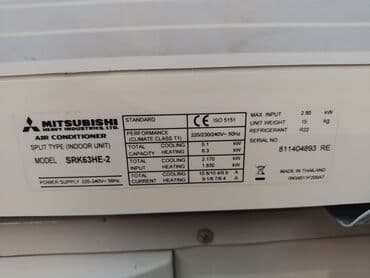 MITSUBISHI
HEAVY INDUSTRIES, LTD.
AIR CONDITIONER
SPLIT TYPE (INDOOR UNIT)
MODEL SRK63HE-2
POWER SUPPLY 220-240V~ 50Hz
STANDARD CE ISO 5151
PERFORMANCE (CLIMATE CLASS T1) 220/230/240V~ 50Hz
TOTAL COOLING 6.1 kW
CAPACITY HEATING 6.3 kW
TOTAL COOLING 2.170 kW
INPUT HEATING 1.830 kW
TOTAL COOLING A
CURRENT HEATING A
MAX INPUT 2.90 kW
UNIT WEIGHT 15 kg
REFRIGERANT R22
SERIAL NO.
811404893 RE
MADE IN THAILAND